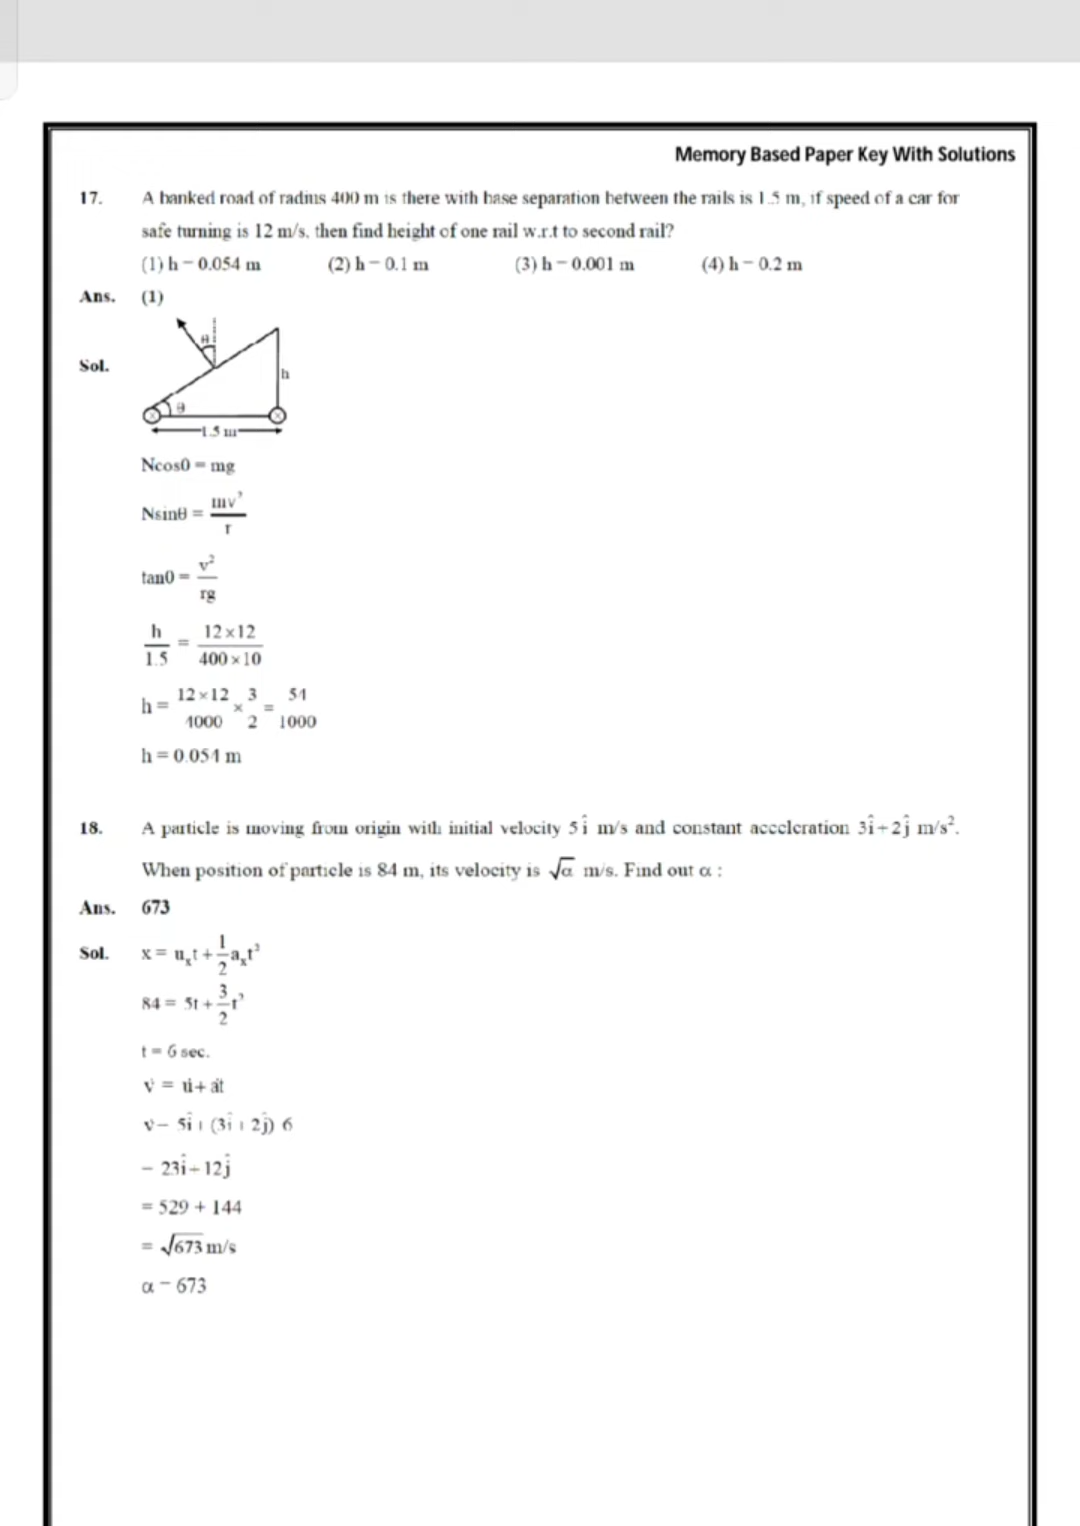 Memory Based Paper Key With Solutions
17. A banked road of radius 400 m is there with base separation between the rails is 1.5 m, if speed of a car for
safe turning is 12 m/s. then find height of one rail w.r.t to second rail?
(1) h = 0.054 m (2) h = 0.1 m (3) h = 0.001 m (4) h = 0.2 m
Ans. (1)
Sol.
θ
h
θ
1.5 m
Ncosθ = mg
Nsinθ = mv²/r
tanθ = v²/rg
h/1.5 = 12×12/400×10
h = 12×12/4000 × 3/2 = 54/1000
h = 0.054 m
18. A particle is moving from origin with initial velocity 5î m/s and constant acceleration 3î+2ĵ m/s².
When position of particle is 84 m, its velocity is √α m/s. Find out α :
Ans. 673
Sol. x = uₓt + 1/2 aₓt²
84 = 5t + 3/2 t²
t = 6 sec.
v⃗ = u⃗ + a⃗t
v⃗ = 5î + (3î + 2ĵ) 6
= 23î + 12ĵ
= 529 + 144
= √673 m/s
α = 673